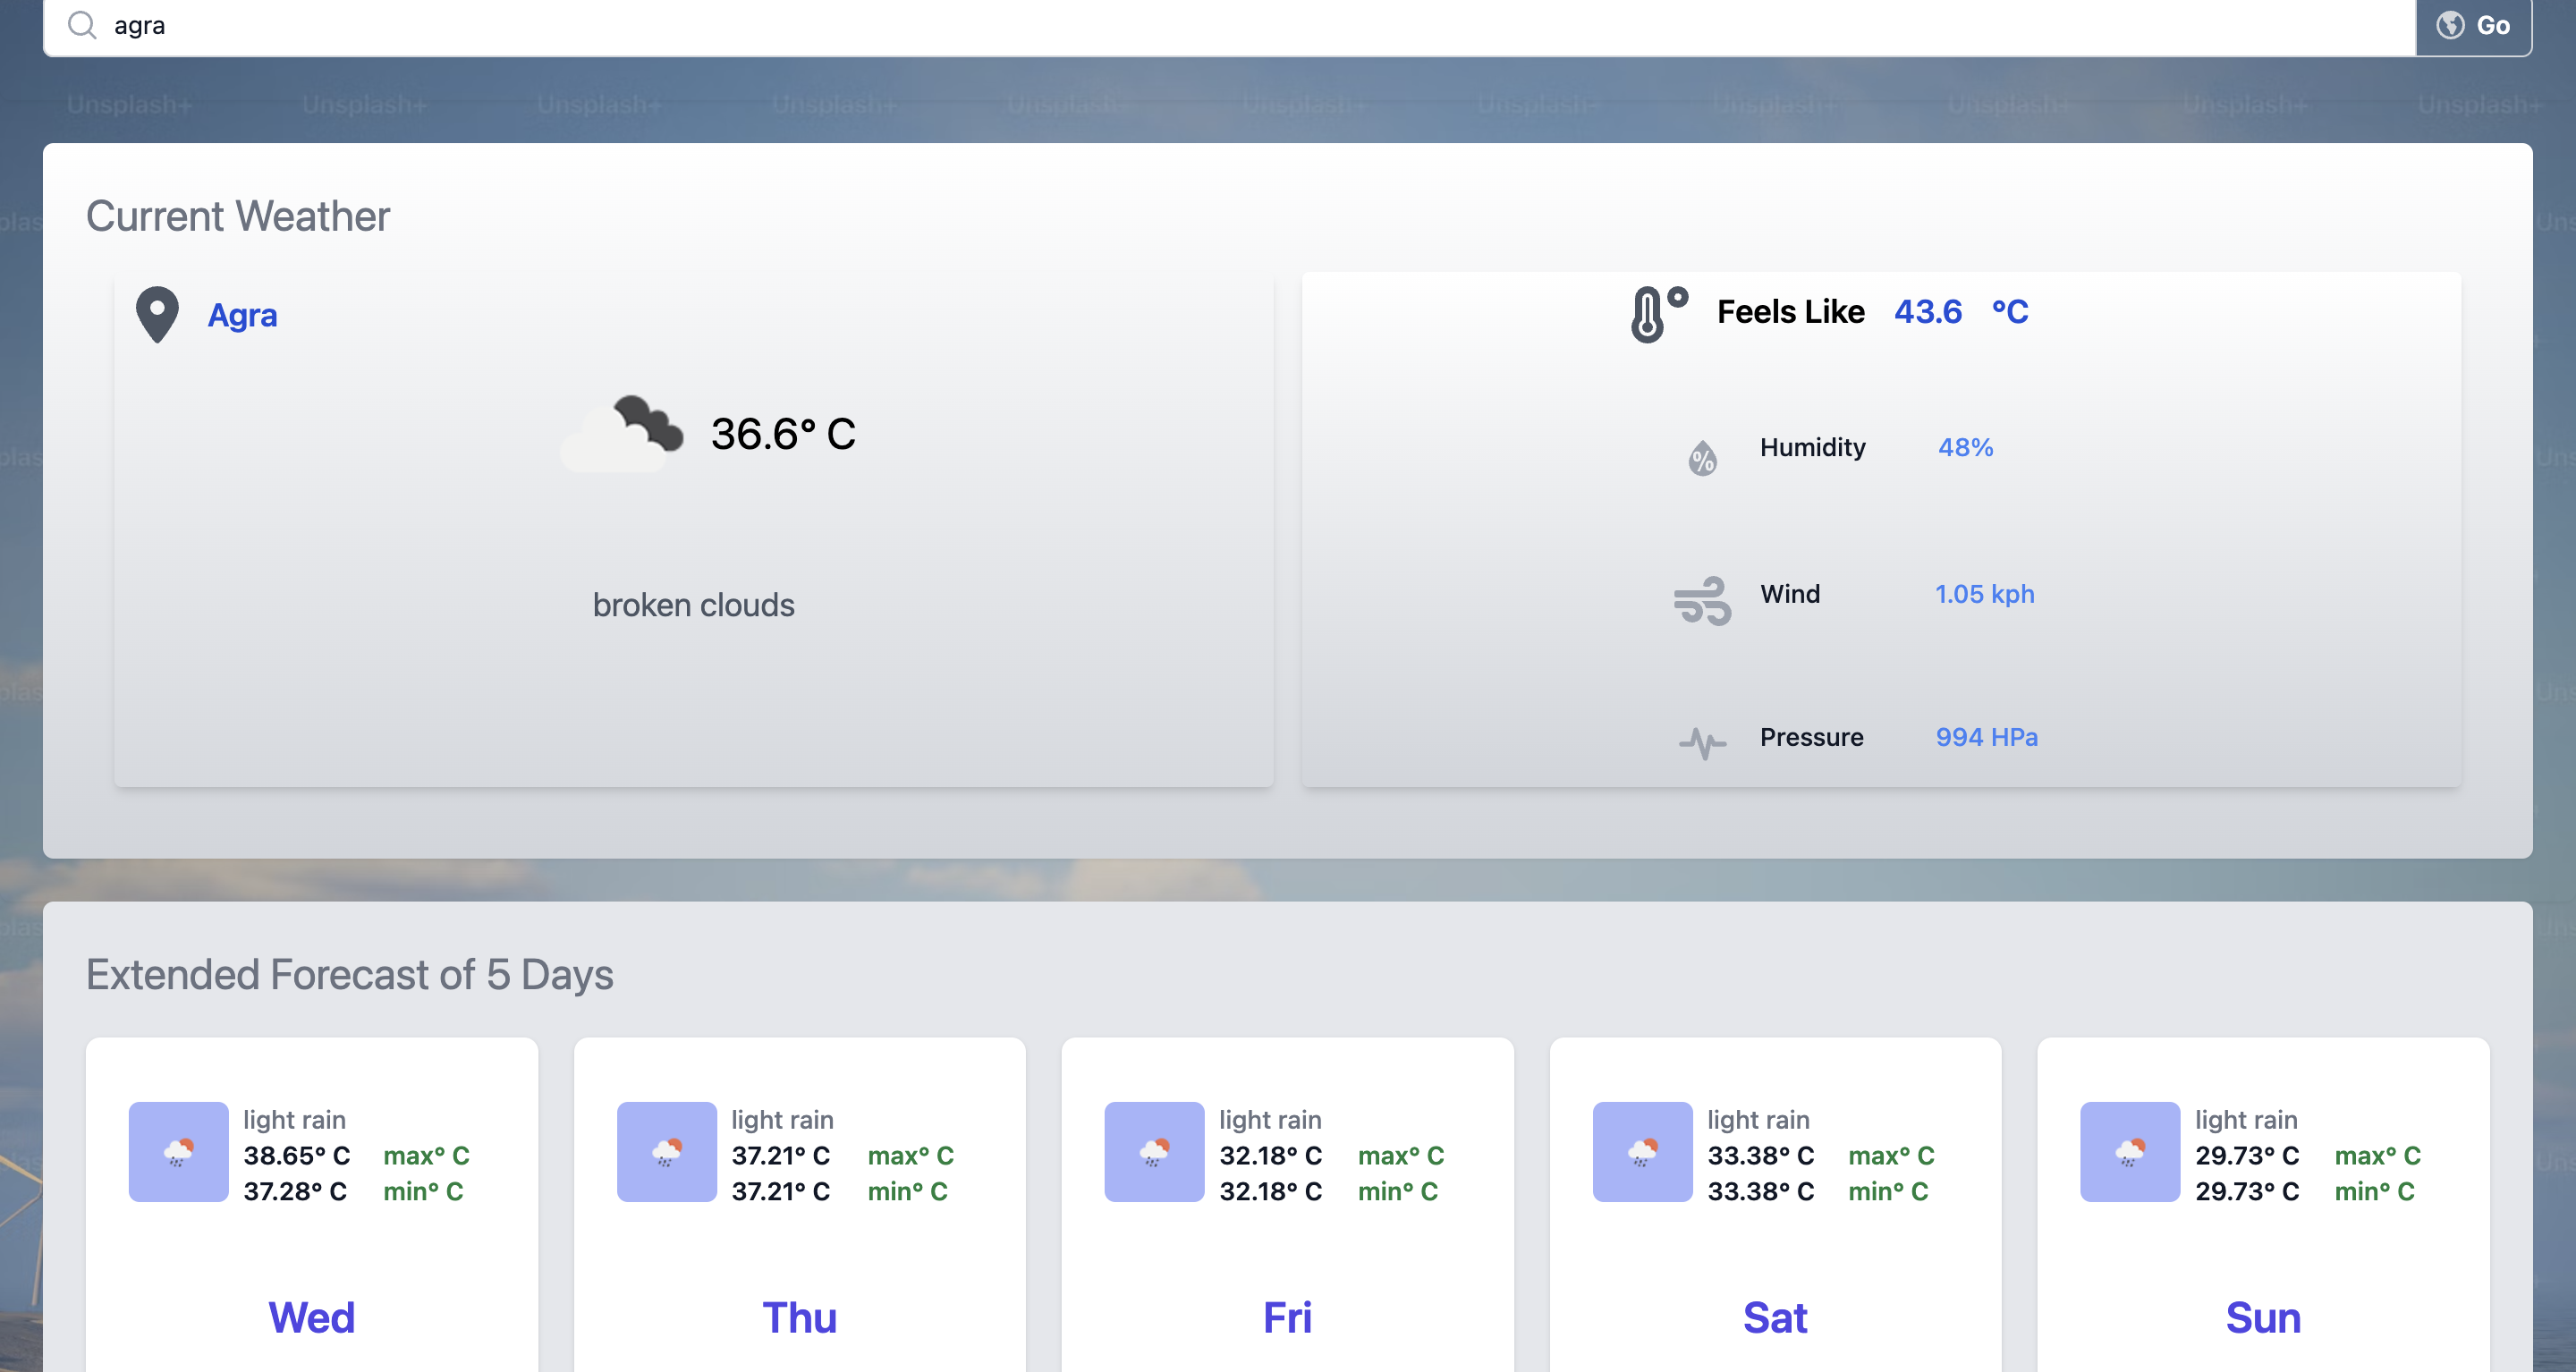 agra
Go
Unsplash+ Unsplash+ Unsplash+ Unsplash+ Unsplash+ Unsplash+ Unsplash+ Unsplash+ Unsplash+ Unsplash+ Unsplash+
Current Weather
Agra
36.6° C
broken clouds
Feels Like 43.6 °C
Humidity 48%
Wind 1.05 kph
Pressure 994 HPa
Extended Forecast of 5 Days
light rain
38.65° C max° C
37.28° C min° C
Wed
light rain
37.21° C max° C
37.21° C min° C
Thu
light rain
32.18° C max° C
32.18° C min° C
Fri
light rain
33.38° C max° C
33.38° C min° C
Sat
light rain
29.73° C max° C
29.73° C min° C
Sun